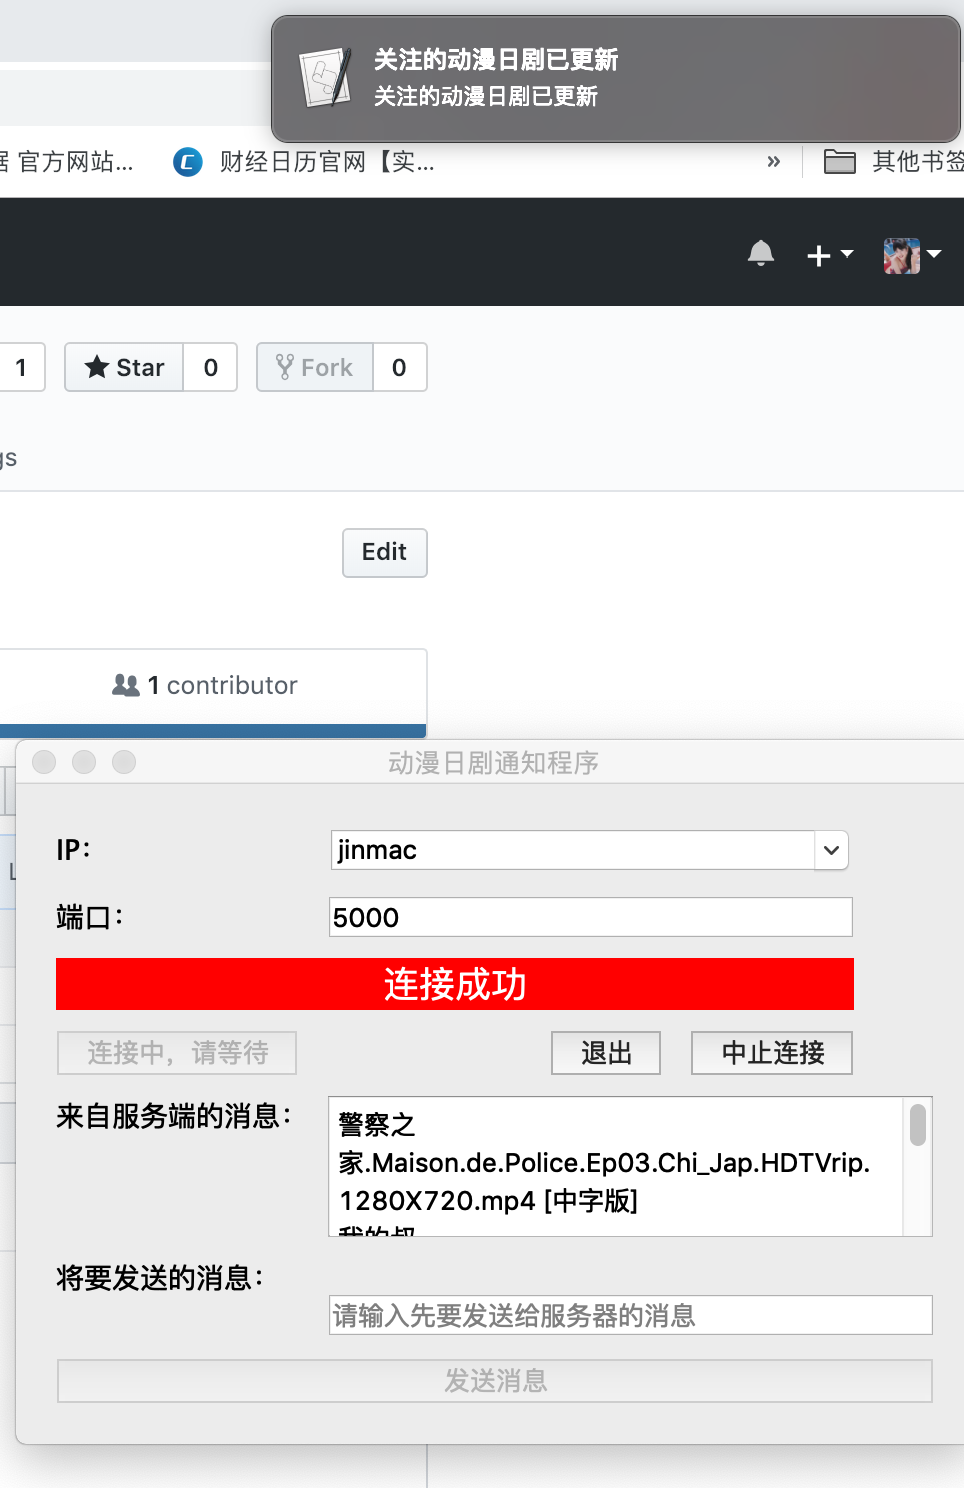 关注的动漫日剧已更新
关注的动漫日剧已更新
官方网站...
财经日历官网【实...
»
其他书签
1
Star
0
Fork
0
gs
Edit
1 contributor
动漫日剧通知程序
IP：
jinmac
端口：
5000
连接成功
连接中，请等待
退出
中止连接
来自服务端的消息：
警察之
家.Maison.de.Police.Ep03.Chi_Jap.HDTVrip.
1280X720.mp4 [中字版]
我的叔
将要发送的消息：
请输入先要发送给服务器的消息
发送消息